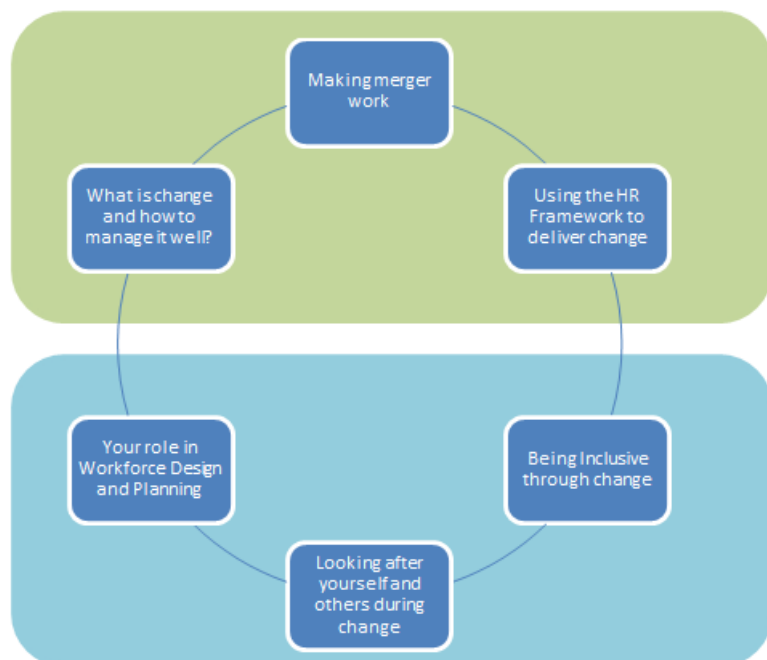 Making merger
work
What is change
and how to
manage it well?
Using the HR
Framework to
deliver change
Your role in
Workforce Design
and Planning
Being Inclusive
through change
Looking after
yourself and
others during
change